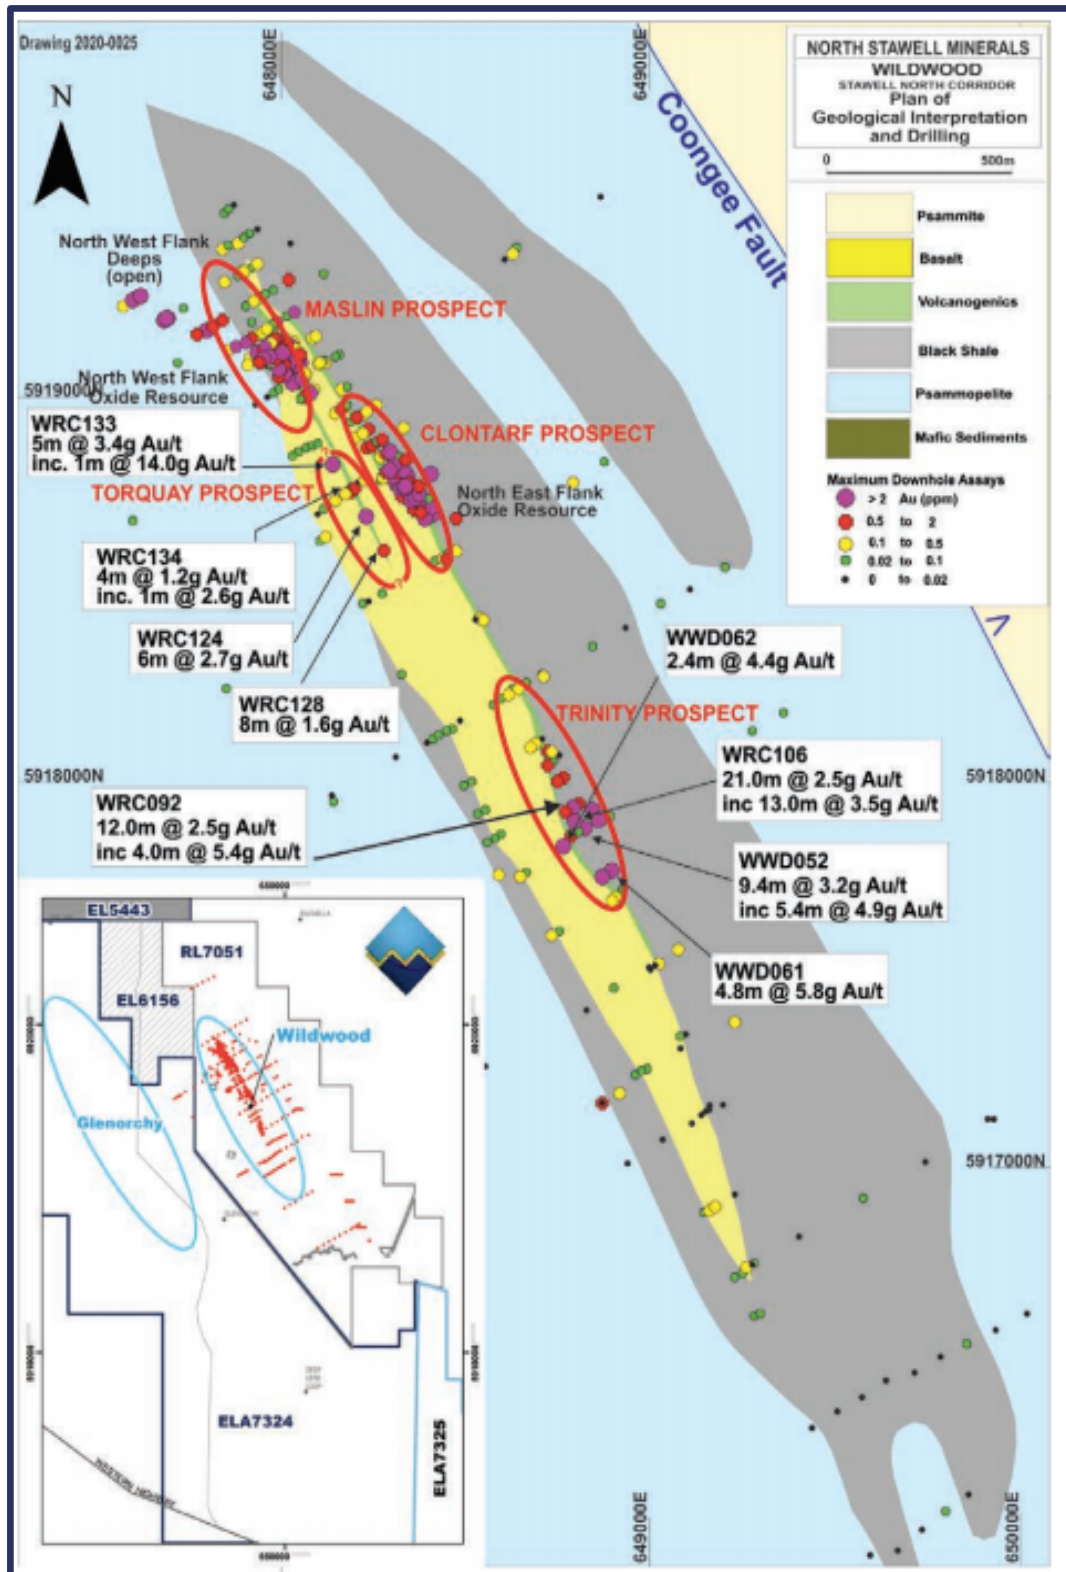 Drawing 2020-0025
648000E
649000E
NORTH STAWELL MINERALS
WILDWOOD
STAWELL NORTH CORRIDOR
Plan of
Geological Interpretation
and Drilling
0 500m
N
Coongee Fault
Psammite
Basalt
Volcanogenics
Black Shale
Psammopelite
Mafic Sediments
Maximum Downhole Assays
> 2 Au (ppm)
0.5 to 2
0.1 to 0.5
0.02 to 0.1
0 to 0.02
North West Flank
Deeps
(open)
MASLIN PROSPECT
North West Flank
Oxide Resource
5919000N
WRC133
5m @ 3.4g Au/t
inc. 1m @ 14.0g Au/t
CLONTARF PROSPECT
TORQUAY PROSPECT
?
North East Flank
Oxide Resource
WRC134
4m @ 1.2g Au/t
inc. 1m @ 2.6g Au/t
?
WRC124
6m @ 2.7g Au/t
WWD062
2.4m @ 4.4g Au/t
WRC128
8m @ 1.6g Au/t
TRINITY PROSPECT
WRC106
21.0m @ 2.5g Au/t
inc 13.0m @ 3.5g Au/t
5918000N
5918000N
WRC092
12.0m @ 2.5g Au/t
inc 4.0m @ 5.4g Au/t
WWD052
9.4m @ 3.2g Au/t
inc 5.4m @ 4.9g Au/t
WWD061
4.8m @ 5.8g Au/t
650000
EL5443
RL7051
EL6156
Wildwood
Glenorchy
ELA7324
ELA7325
WESTERN HIGHWAY
650000
5917000N
649000E
650000E